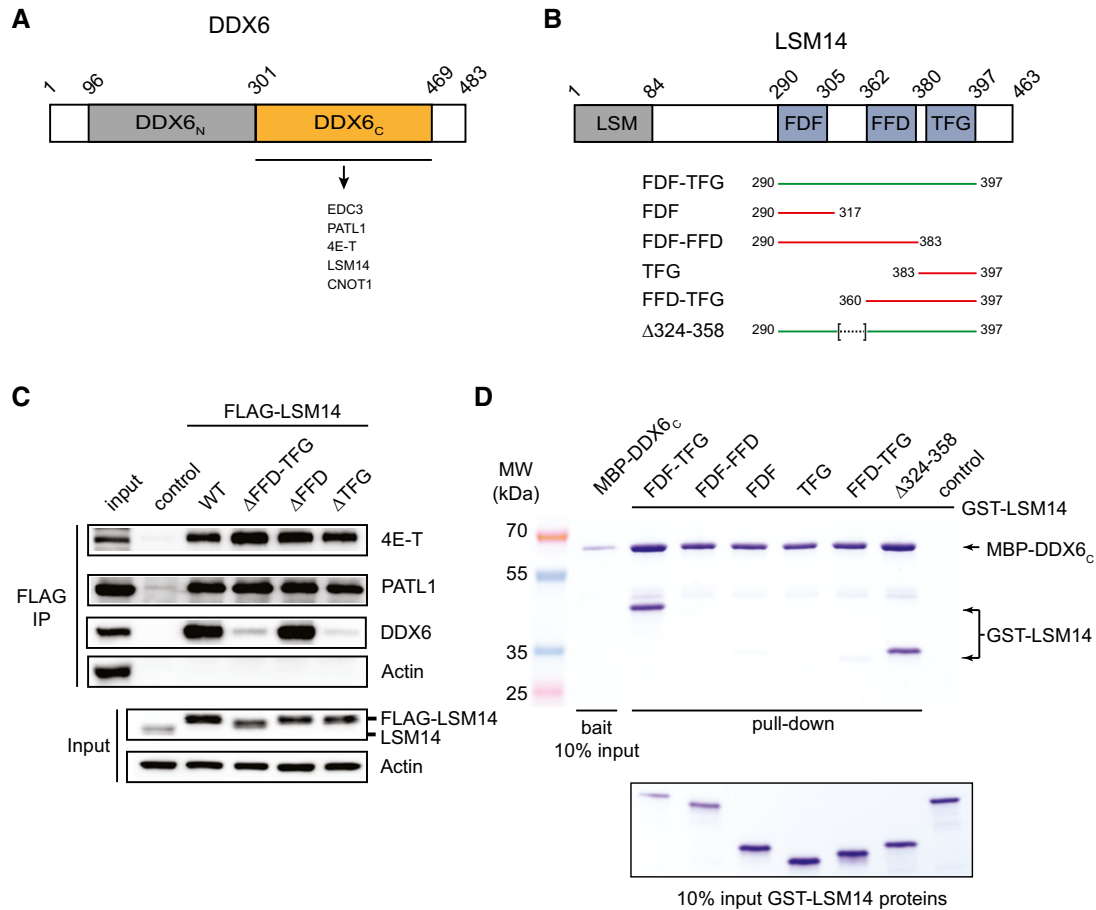 A
DDX6
1 96 301 469 483
DDX6N DDX6C
EDC3
PATL1
4E-T
LSM14
CNOT1
B
LSM14
1 84 290 305 362 380 397 463
LSM FDF FFD TFG
FDF-TFG 290 397
FDF 290 317
FDF-FFD 290 383
TFG 383 397
FFD-TFG 360 397
Δ324-358 290 [......] 397
C
FLAG-LSM14
input control WT ΔFFD-TFG ΔFFD ΔTFG
4E-T
PATL1
FLAG
IP
DDX6
Actin
Input
FLAG-LSM14
LSM14
Actin
D
MW
(kDa)
MBP-DDX6C FDF-TFG FDF-FFD FDF TFG FFD-TFG Δ324-358 control
GST-LSM14
70
MBP-DDX6C
55
GST-LSM14
35
25
bait
10% input
pull-down
10% input GST-LSM14 proteins